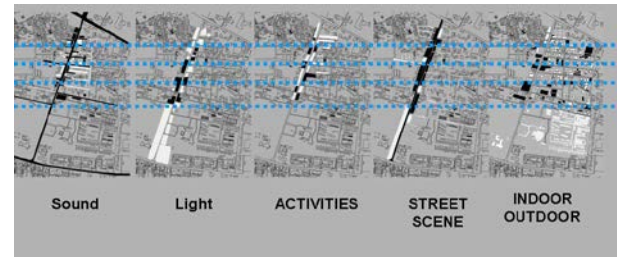 Sound
Light
ACTIVITIES
STREET
SCENE
INDOOR
OUTDOOR